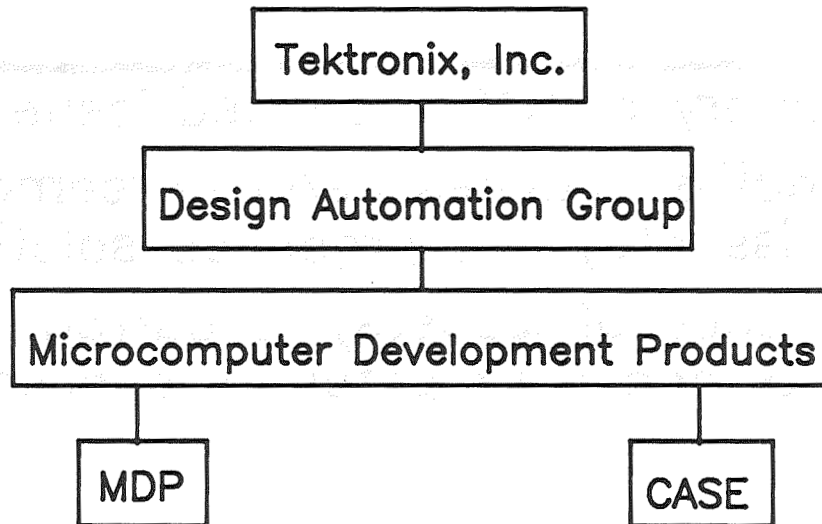 Tektronix, Inc.
Design Automation Group
Microcomputer Development Products
MDP
CASE